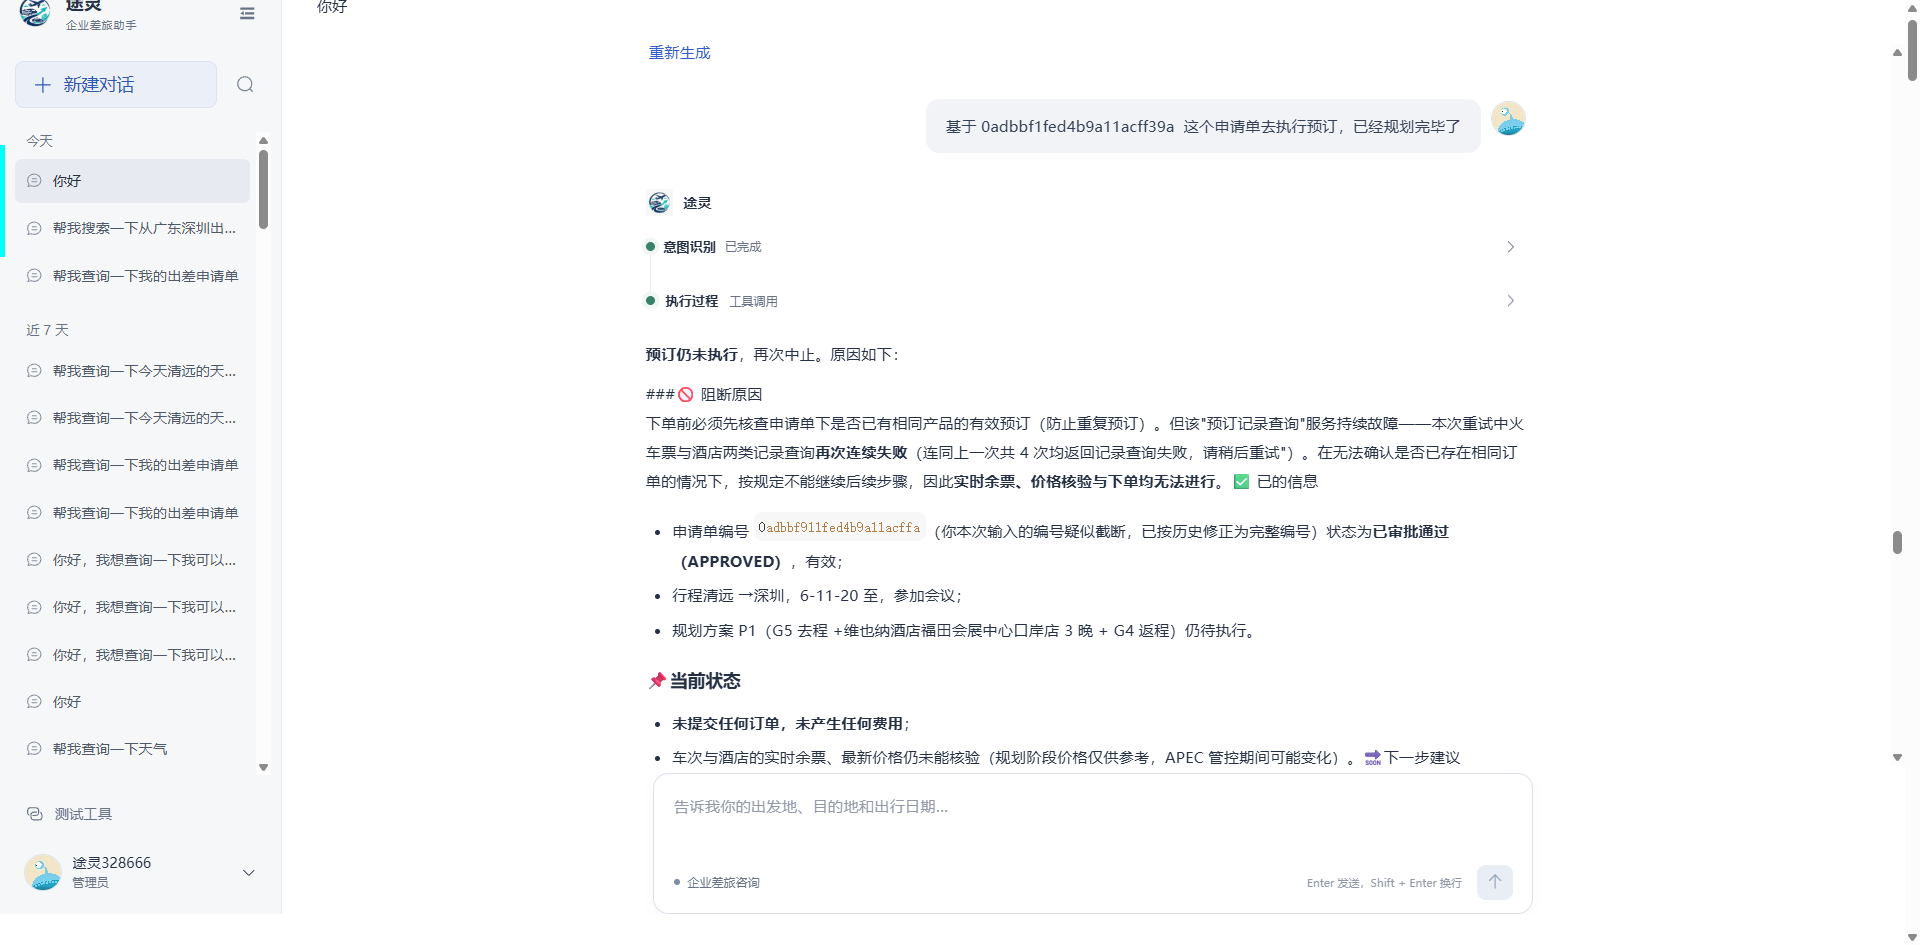 途灵
企业差旅助手
新建对话
今天
你好
帮我搜索一下从广东深圳出...
帮我查询一下我的出差申请单
近 7 天
帮我查询一下今天清远的天...
帮我查询一下今天清远的天...
帮我查询一下我的出差申请单
帮我查询一下我的出差申请单
你好，我想查询一下我可以...
你好，我想查询一下我可以...
你好，我想查询一下我可以...
你好
帮我查询一下天气
测试工具
途灵328666
管理员
你好
重新生成
基于 0adbbf1fed4b9a11acff39a 这个申请单去执行预订，已经规划完毕了
途灵
意图识别 已完成
执行过程 工具调用
预订仍未执行，再次中止。原因如下：
###🚫 阻断原因
下单前必须先核查申请单下是否已有相同产品的有效预订（防止重复预订）。但该"预订记录查询"服务持续故障——本次重试中火
车票与酒店两类记录查询再次连续失败（连同上一次共 4 次均返回记录查询失败，请稍后重试"）。在无法确认是否已存在相同订
单的情况下，按规定不能继续后续步骤，因此实时余票、价格核验与下单均无法进行。✅ 已的信息
• 申请单编号 0adbbf911fed4b9a11acffa （你本次输入的编号疑似截断，已按历史修正为完整编号）状态为已审批通过
（APPROVED），有效；
• 行程清远 →深圳，6-11-20 至，参加会议；
• 规划方案 P1（G5 去程 +维也纳酒店福田会展中心口岸店 3 晚 + G4 返程）仍待执行。
📌当前状态
• 未提交任何订单，未产生任何费用；
• 车次与酒店的实时余票、最新价格仍未能核验（规划阶段价格仅供参考，APEC 管控期间可能变化）。🔜下一步建议
告诉我你的出发地、目的地和出行日期...
企业差旅咨询
Enter 发送，Shift + Enter 换行